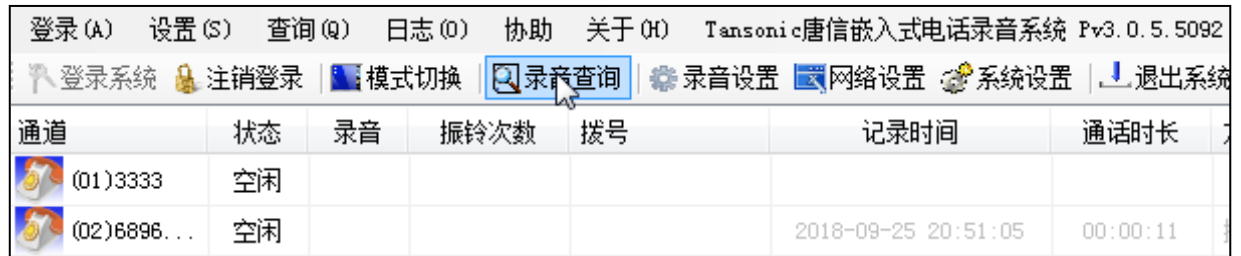 登录(A) 设置(S) 查询(Q) 日志(O) 协助 关于(H) Tansonic唐信嵌入式电话录音系统 Pv3.0.5.5092
登录系统 注销登录 模式切换 录音查询 录音设置 网络设置 系统设置 退出系统
通道 状态 录音 振铃次数 拨号 记录时间 通话时长
(01)3333 空闲
(02)6896... 空闲 2018-09-25 20:51:05 00:00:11